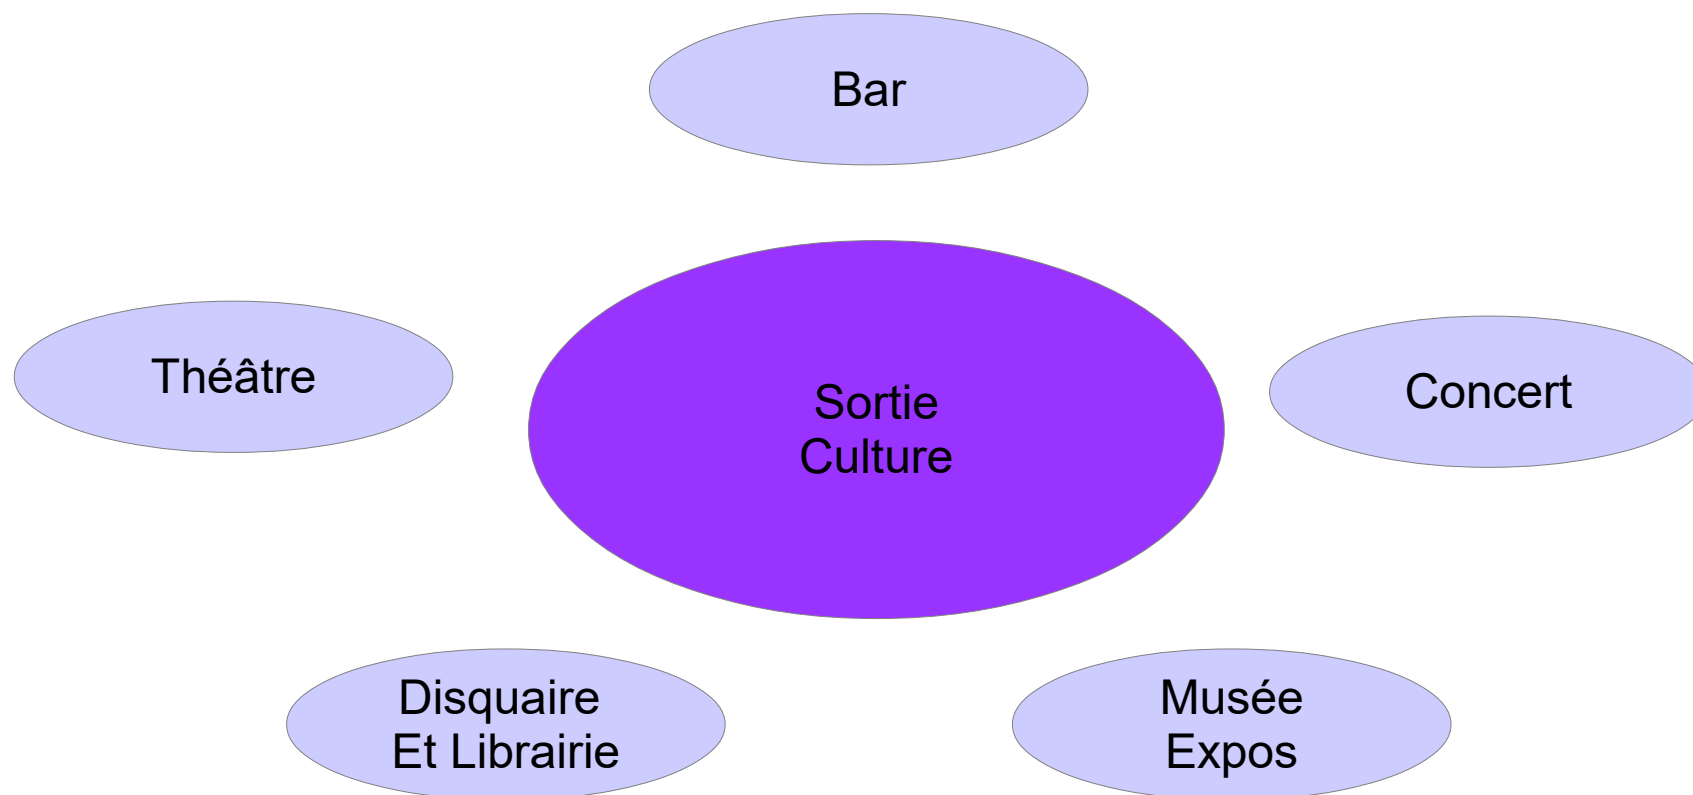 Bar
Théâtre
Concert
Sortie
Culture
Disquaire
Et Librairie
Musée
Expos